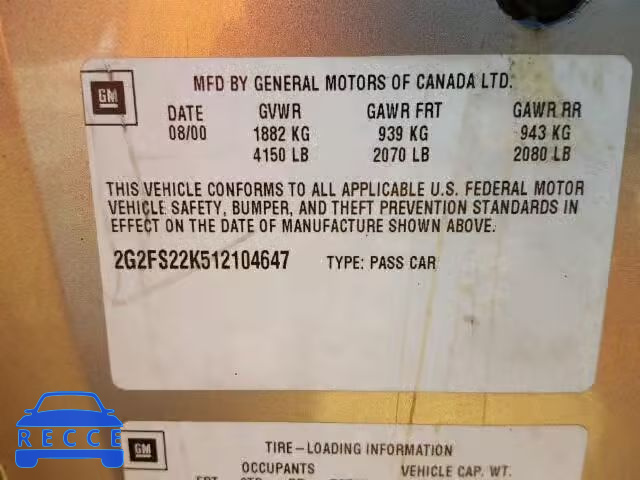 GM
MFD BY GENERAL MOTORS OF CANADA LTD.
DATE GVWR GAWR FRT GAWR RR
08/00 1882 KG 939 KG 943 KG
4150 LB 2070 LB 2080 LB
THIS VEHICLE CONFORMS TO ALL APPLICABLE U.S. FEDERAL MOTOR
VEHICLE SAFETY, BUMPER, AND THEFT PREVENTION STANDARDS IN
EFFECT ON THE DATE OF MANUFACTURE SHOWN ABOVE.
2G2FS22K512104647 TYPE: PASS CAR
RECCE
GM
TIRE-LOADING INFORMATION
OCCUPANTS VEHICLE CAP. WT.